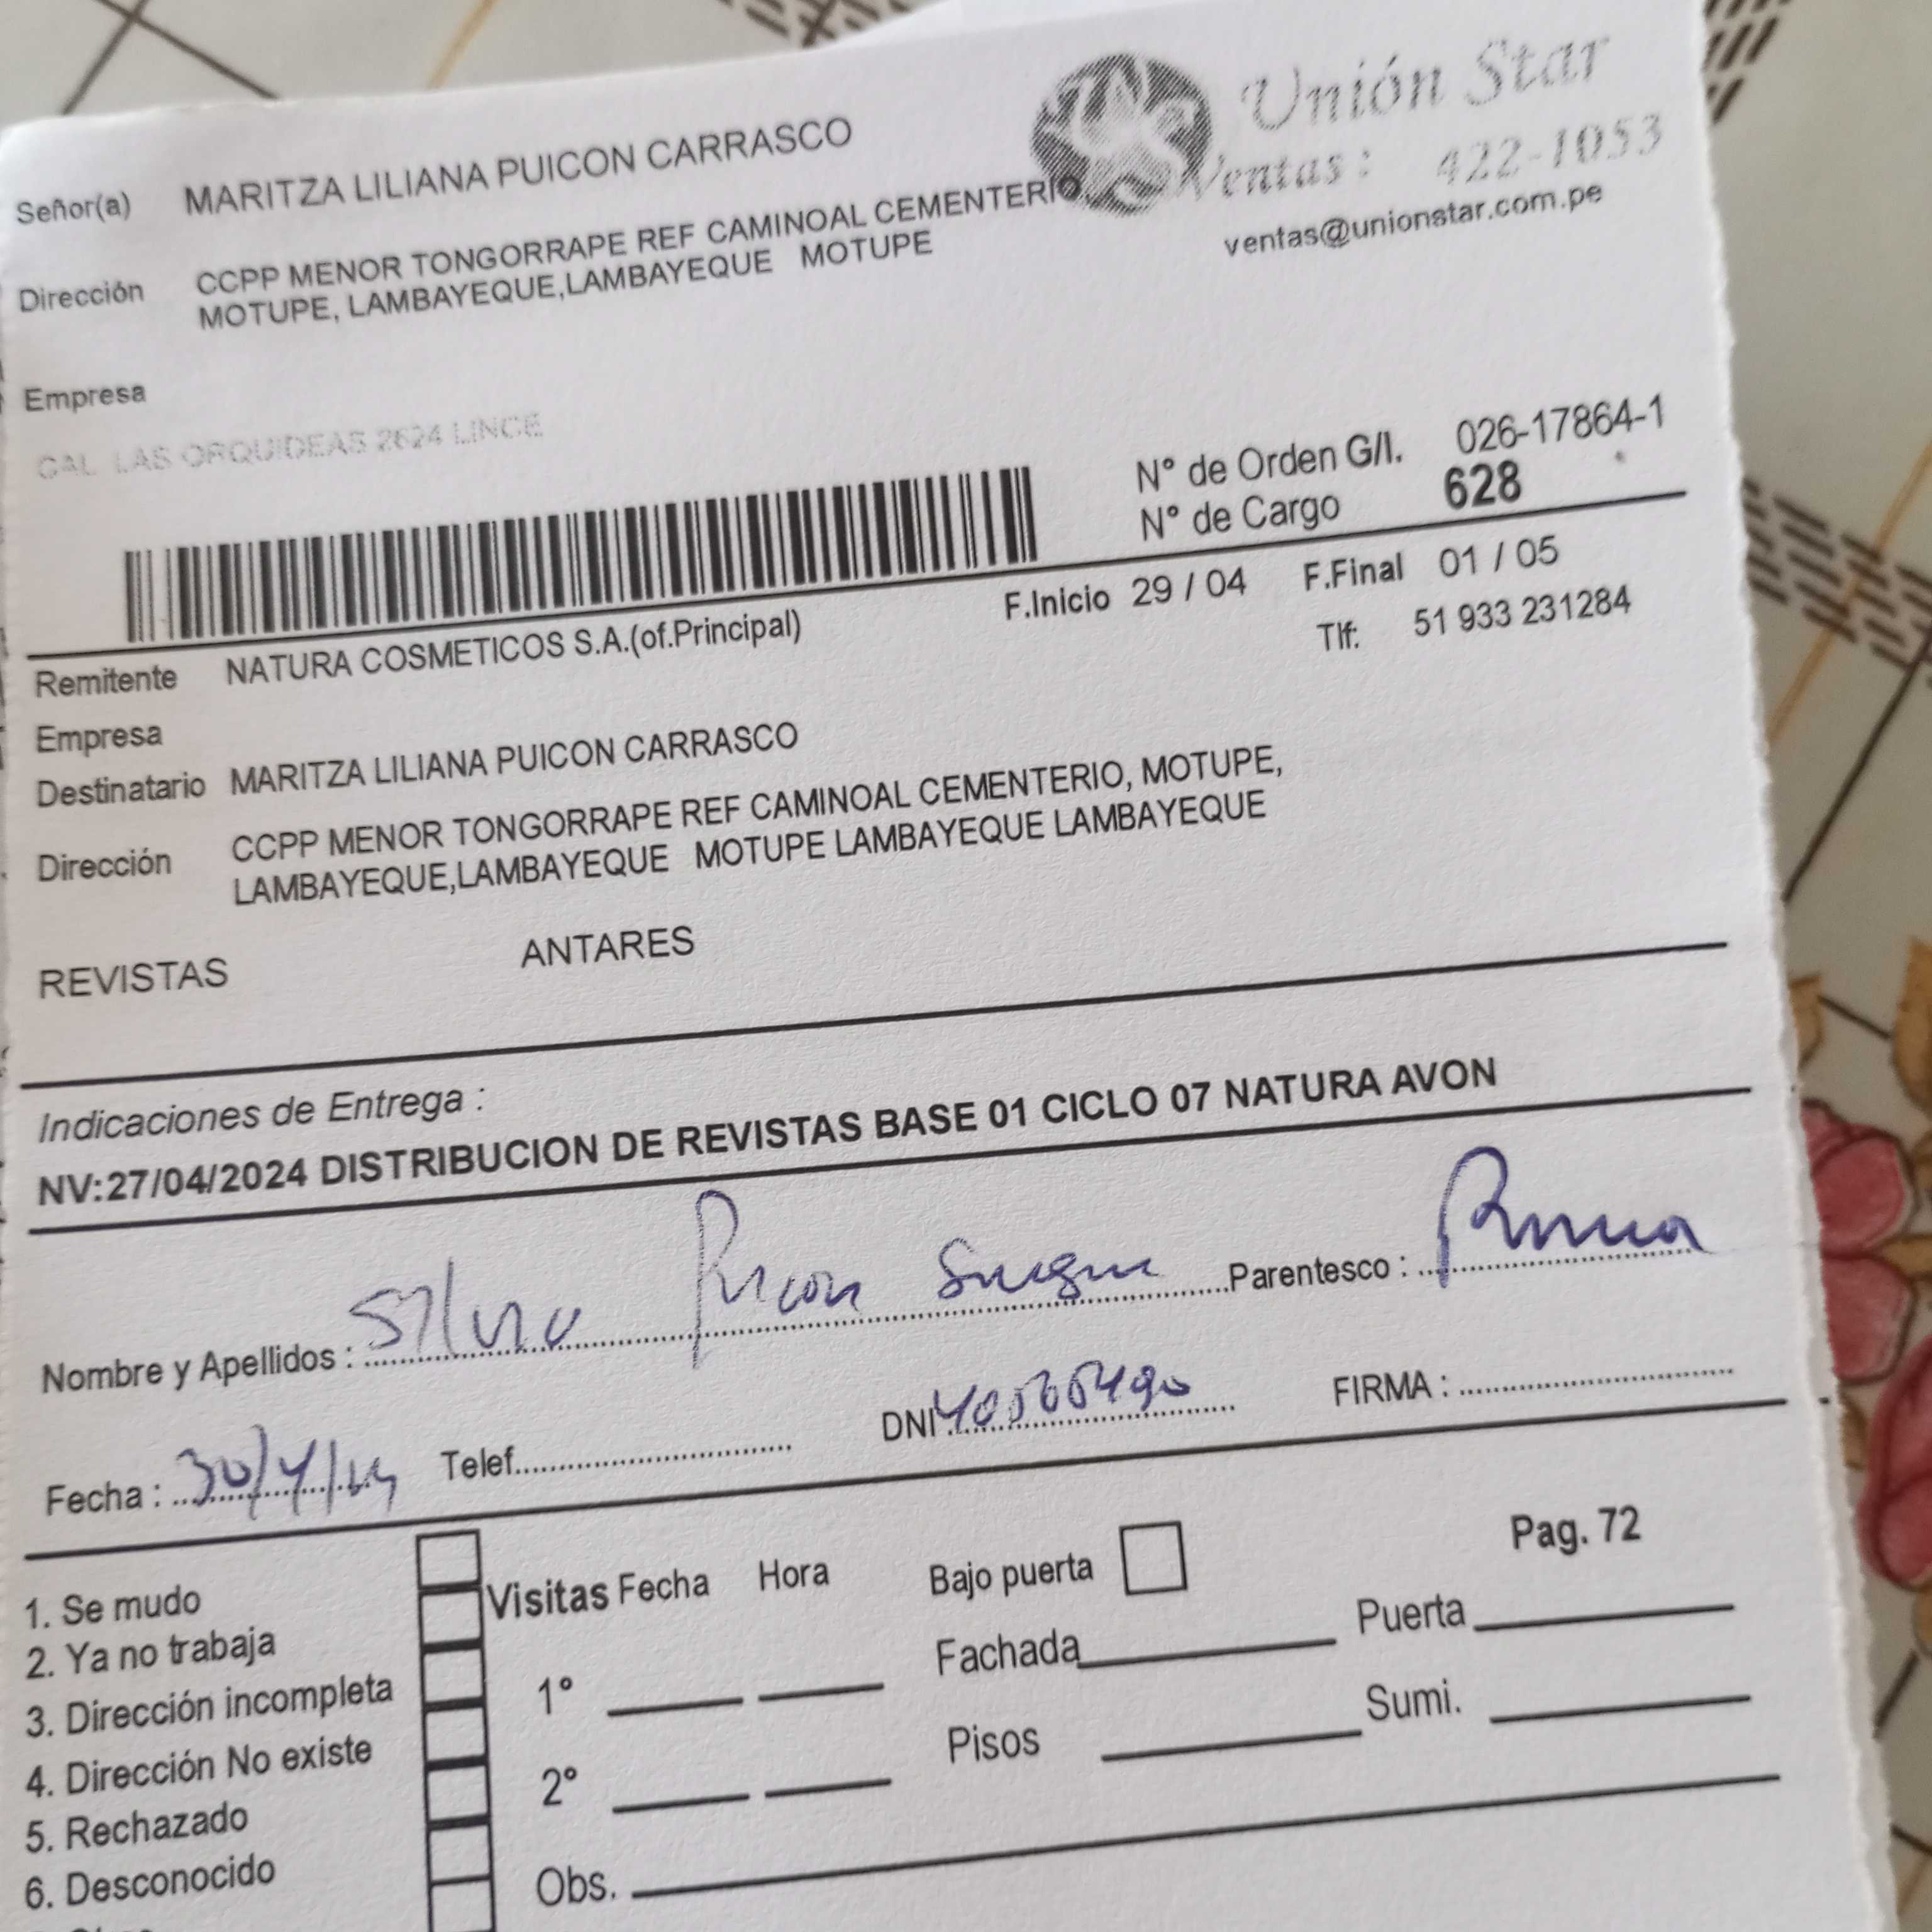 Unión Star
Ventas : 422-1053
ventas@unionstar.com.pe
Señor(a) MARITZA LILIANA PUICON CARRASCO
Dirección CCPP MENOR TONGORRAPE REF CAMINOAL CEMENTERIO,
MOTUPE, LAMBAYEQUE,LAMBAYEQUE MOTUPE
Empresa
CAL LAS ORQUIDEAS 2624 LINCE
N° de Orden G/I. 026-17864-1
N° de Cargo 628
F.Inicio 29 / 04 F.Final 01 / 05
Remitente NATURA COSMETICOS S.A.(of.Principal) Tlf: 51 933 231284
Empresa
Destinatario MARITZA LILIANA PUICON CARRASCO
Dirección CCPP MENOR TONGORRAPE REF CAMINOAL CEMENTERIO, MOTUPE,
LAMBAYEQUE,LAMBAYEQUE MOTUPE LAMBAYEQUE LAMBAYEQUE
REVISTAS ANTARES
Indicaciones de Entrega :
NV:27/04/2024 DISTRIBUCION DE REVISTAS BASE 01 CICLO 07 NATURA AVON
Nombre y Apellidos : Puicon Parentesco :
Fecha : 30/4/24 Telef. DNI FIRMA :
1. Se mudo Visitas Fecha Hora Bajo puerta Pag. 72
2. Ya no trabaja
3. Dirección incompleta 1° Fachada Puerta
4. Dirección No existe 2° Pisos Sumi.
5. Rechazado
6. Desconocido Obs.